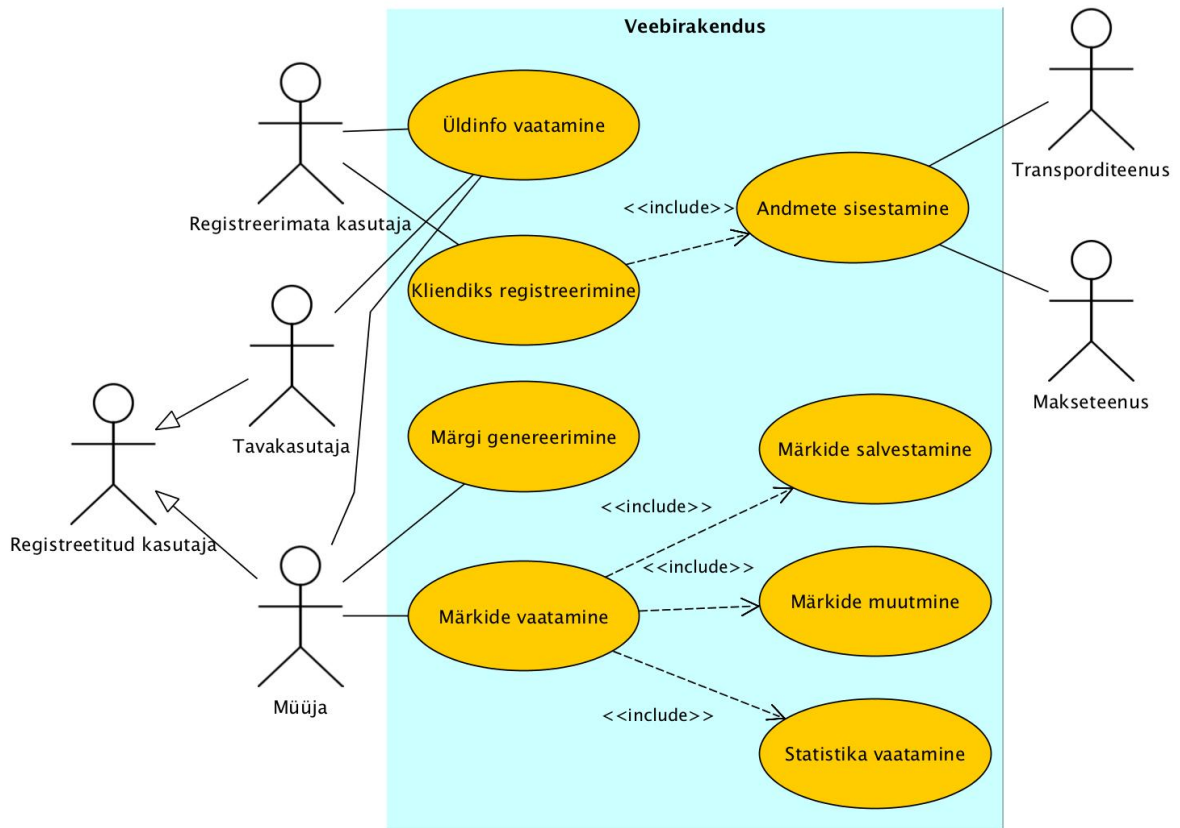 Veebirakendus
Üldinfo vaatamine
Transporditeenus
Registreerimata kasutaja
<<include>>
Andmete sisestamine
Kliendiks registreerimine
Makseteenus
Tavakasutaja
Märgi genereerimine
Märkide salvestamine
Registreetitud kasutaja
<<include>>
<<include>>
Märkide vaatamine
Märkide muutmine
Müüja
<<include>>
Statistika vaatamine